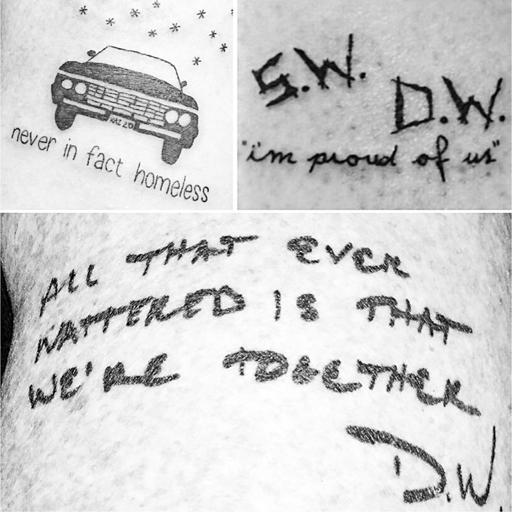 never in fact homeless
S.W. D.W.
"i'm proud of us"
ALL THAT EVER
MATTERED IS THAT
WE'RE TOGETHER
D.W